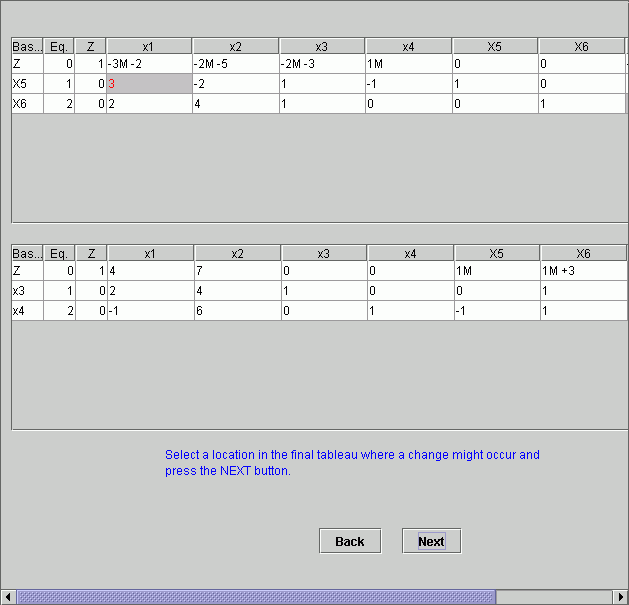 Bas... Eq. Z x1 x2 x3 x4 X5 X6
Z 0 1 -3M -2 -2M -5 -2M -3 1M 0 0 -
X5 1 0 3 -2 1 -1 1 0
X6 2 0 2 4 1 0 0 1
Bas... Eq. Z x1 x2 x3 x4 X5 X6
Z 0 1 4 7 0 0 1M 1M +3
x3 1 0 2 4 1 0 0 1
x4 2 0 -1 6 0 1 -1 1
Select a location in the final tableau where a change might occur and
press the NEXT button.
Back Next